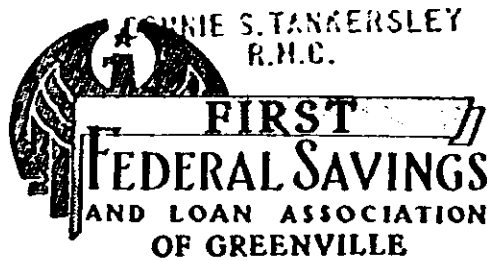 S. TANKERSLEY
R.M.C.
FIRST
FEDERAL SAVINGS
AND LOAN ASSOCIATION
OF GREENVILLE